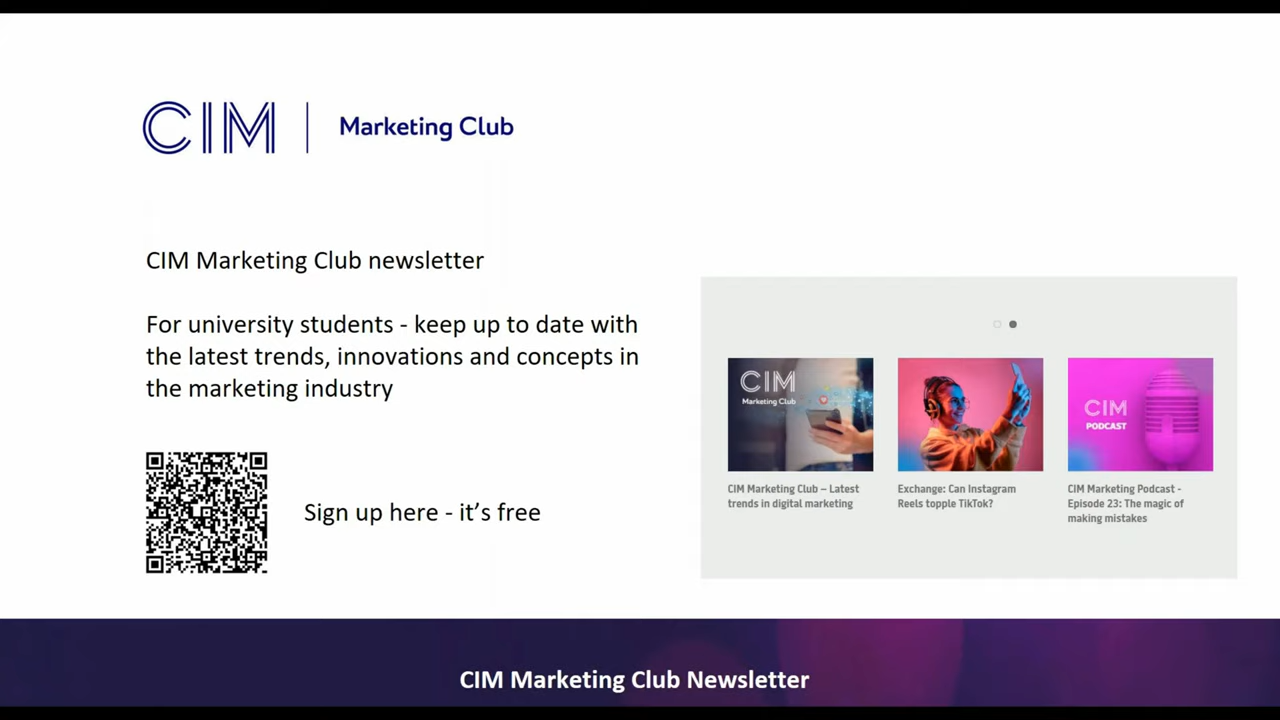 CIM | Marketing Club
CIM Marketing Club newsletter
For university students - keep up to date with
the latest trends, innovations and concepts in
the marketing industry
Sign up here - it’s free
CIM
Marketing Club
CIM Marketing Club – Latest
trends in digital marketing
Exchange: Can Instagram
Reels topple TikTok?
CIM
PODCAST
CIM Marketing Podcast -
Episode 23: The magic of
making mistakes
CIM Marketing Club Newsletter